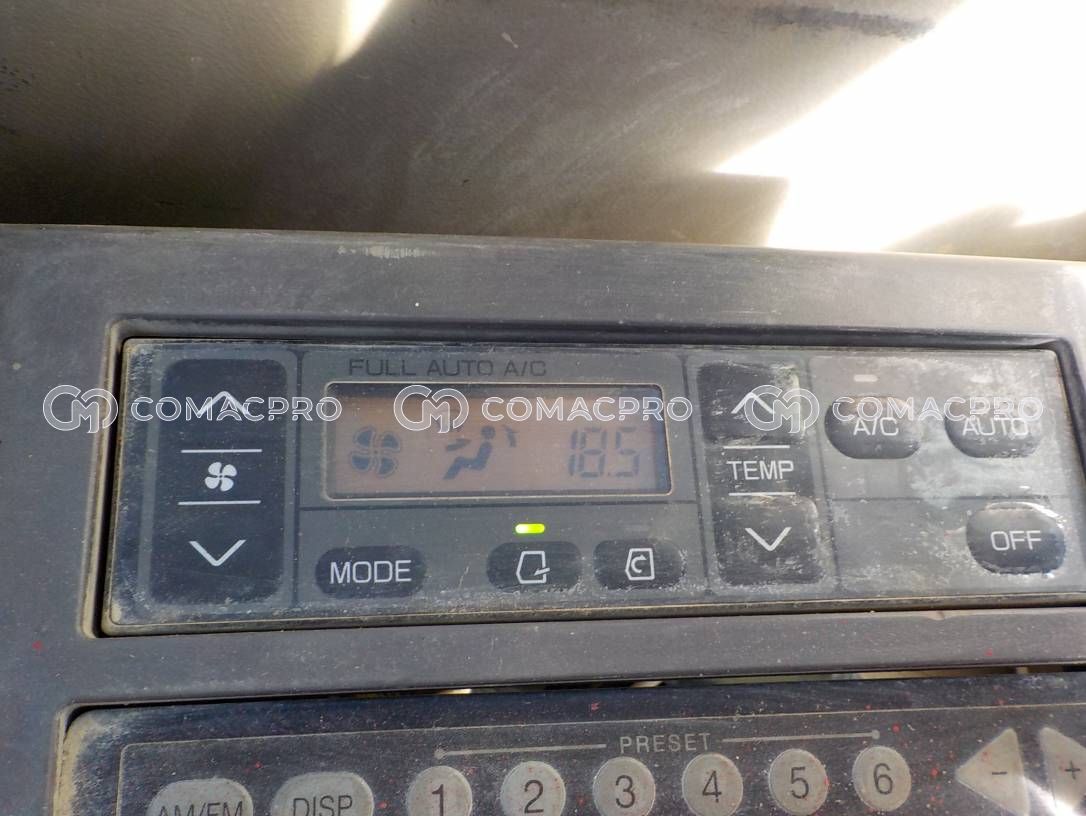 FULL AUTO A/C
COMACPRO COMACPRO COMACPRO
18.5
A/C AUTO
TEMP
MODE OFF
PRESET
AM/FM DISP 1 2 3 4 5 6 - +